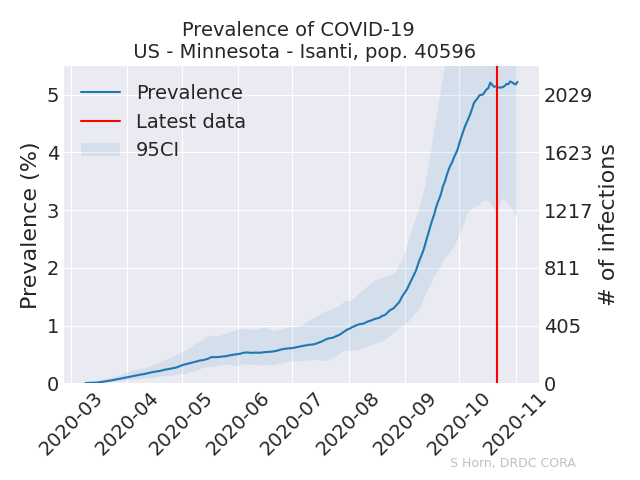 Prevalence of COVID-19
US - Minnesota - Isanti, pop. 40596
Prevalence
Latest data
95CI
Prevalence (%)
5
4
3
2
1
0
# of infections
2029
1623
1217
811
405
0
2020-03
2020-04
2020-05
2020-06
2020-07
2020-08
2020-09
2020-10
2020-11
S Horn, DRDC CORA